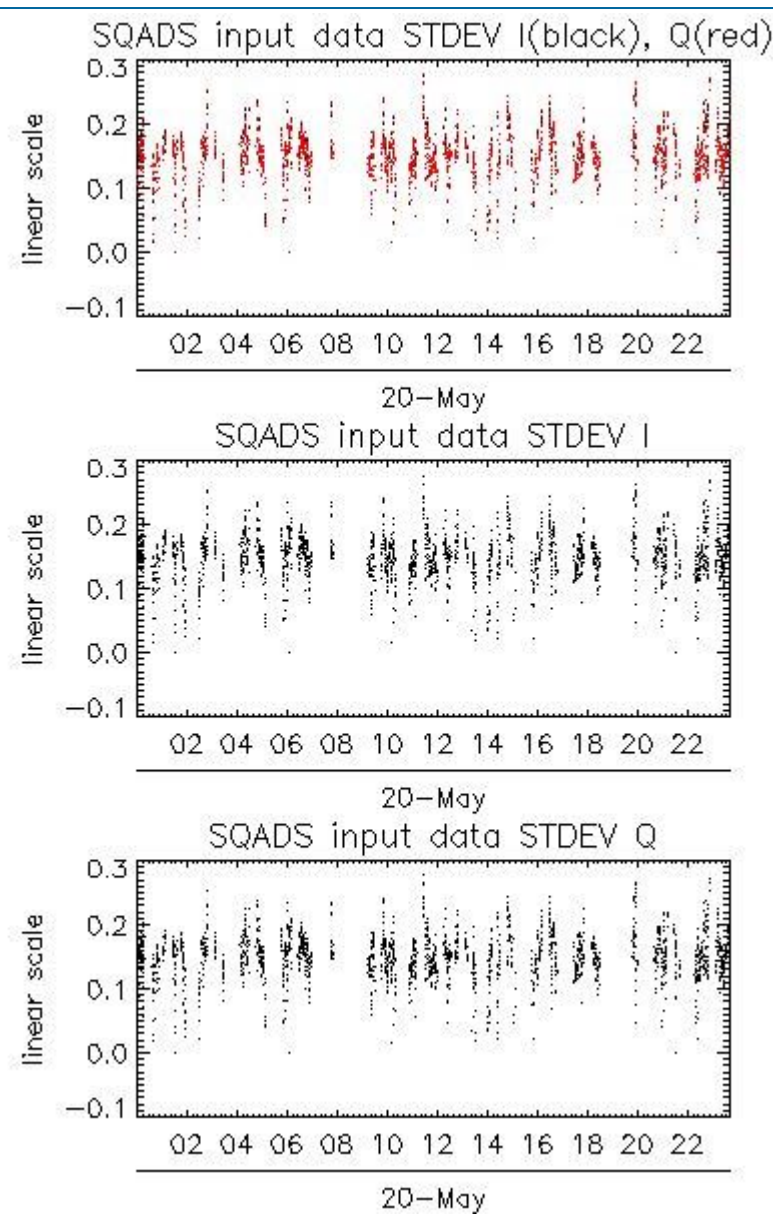 SQADS input data STDEV I(black), Q(red)
0.3
0.2
0.1
0.0
−0.1
linear scale
02 04 06 08 10 12 14 16 18 20 22
20−May
SQADS input data STDEV I
0.3
0.2
0.1
0.0
−0.1
linear scale
02 04 06 08 10 12 14 16 18 20 22
20−May
SQADS input data STDEV Q
0.3
0.2
0.1
0.0
−0.1
linear scale
02 04 06 08 10 12 14 16 18 20 22
20−May